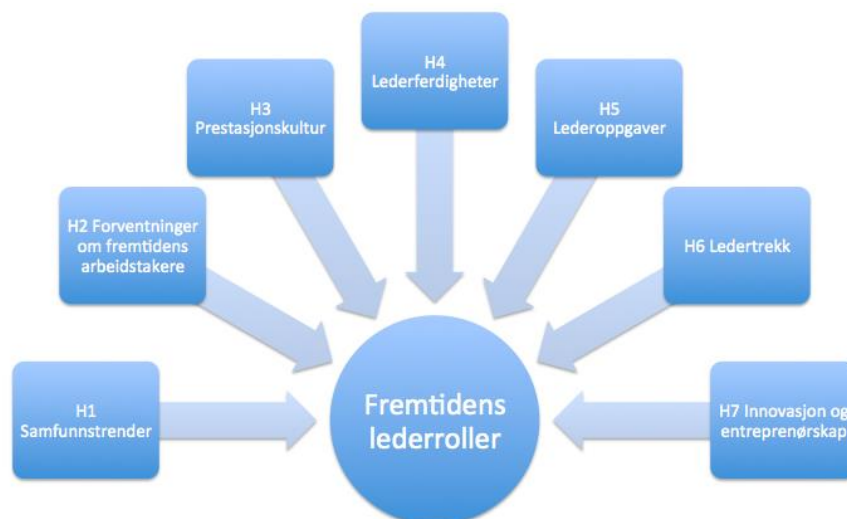 H4
Lederferdigheter
H3
Prestasjonskultur
H5
Lederoppgaver
H2 Forventninger
om fremtidens
arbeidstakere
H6 Ledertrekk
H1
Samfunnstrender
Fremtidens
lederroller
H7 Innovasjon og
entreprenørskap